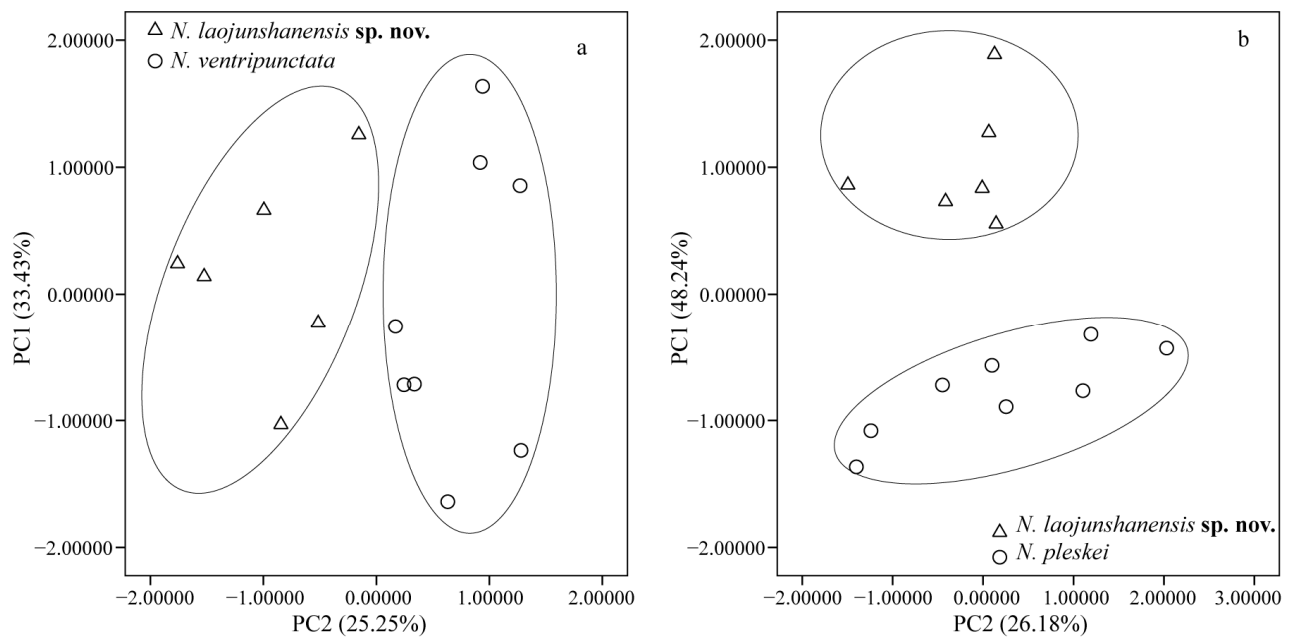 N. laojunshanensis sp. nov.
N. ventripunctata
a
2.00000
1.00000
0.00000
−1.00000
−2.00000
PC1 (33.43%)
−2.00000 −1.00000 0.00000 1.00000 2.00000
PC2 (25.25%)
b
2.00000
1.00000
0.00000
−1.00000
−2.00000
PC1 (48.24%)
N. laojunshanensis sp. nov.
N. pleskei
−2.00000 −1.00000 0.00000 1.00000 2.00000 3.00000
PC2 (26.18%)